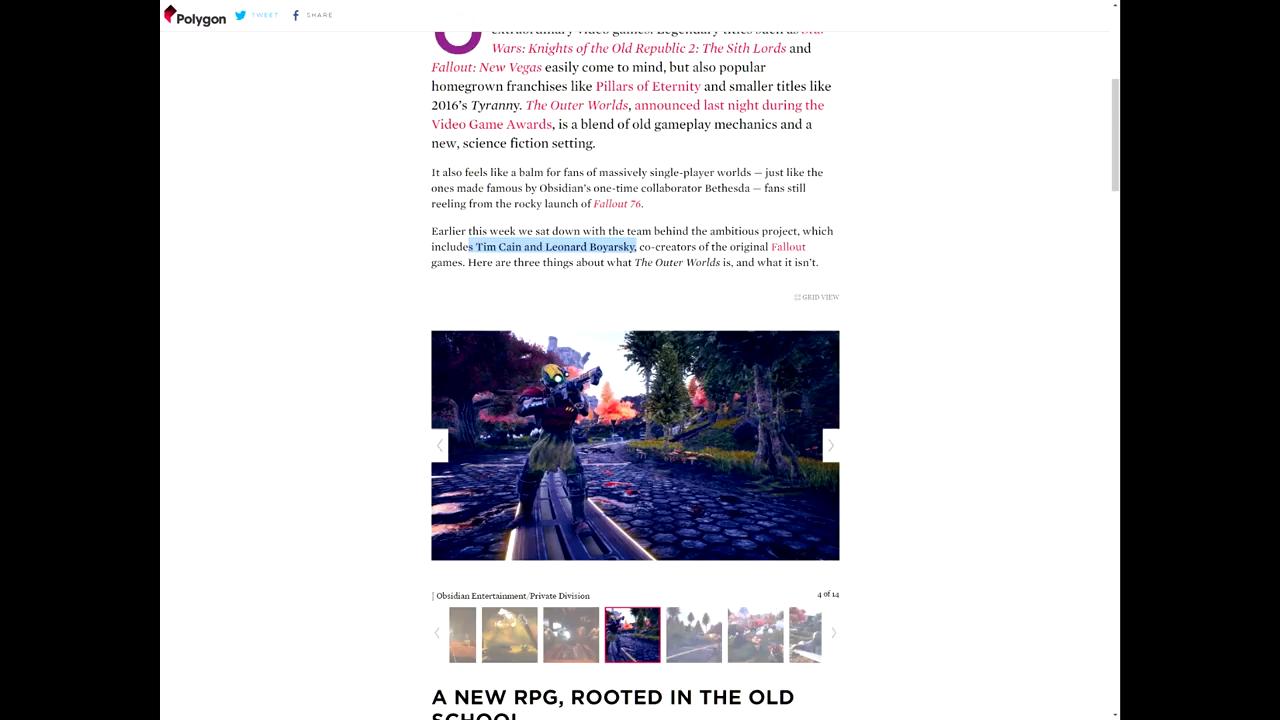 Polygon TWEET SHARE
extraordinary video games. Legendary titles such as Star
Wars: Knights of the Old Republic 2: The Sith Lords and
Fallout: New Vegas easily come to mind, but also popular
homegrown franchises like Pillars of Eternity and smaller titles like
2016’s Tyranny. The Outer Worlds, announced last night during the
Video Game Awards, is a blend of old gameplay mechanics and a
new, science fiction setting.
It also feels like a balm for fans of massively single-player worlds — just like the
ones made famous by Obsidian’s one-time collaborator Bethesda — fans still
reeling from the rocky launch of Fallout 76.
Earlier this week we sat down with the team behind the ambitious project, which
includes Tim Cain and Leonard Boyarsky, co-creators of the original Fallout
games. Here are three things about what The Outer Worlds is, and what it isn’t.
GRID VIEW
Obsidian Entertainment/Private Division
4 of 14
A NEW RPG, ROOTED IN THE OLD
SCHOOL